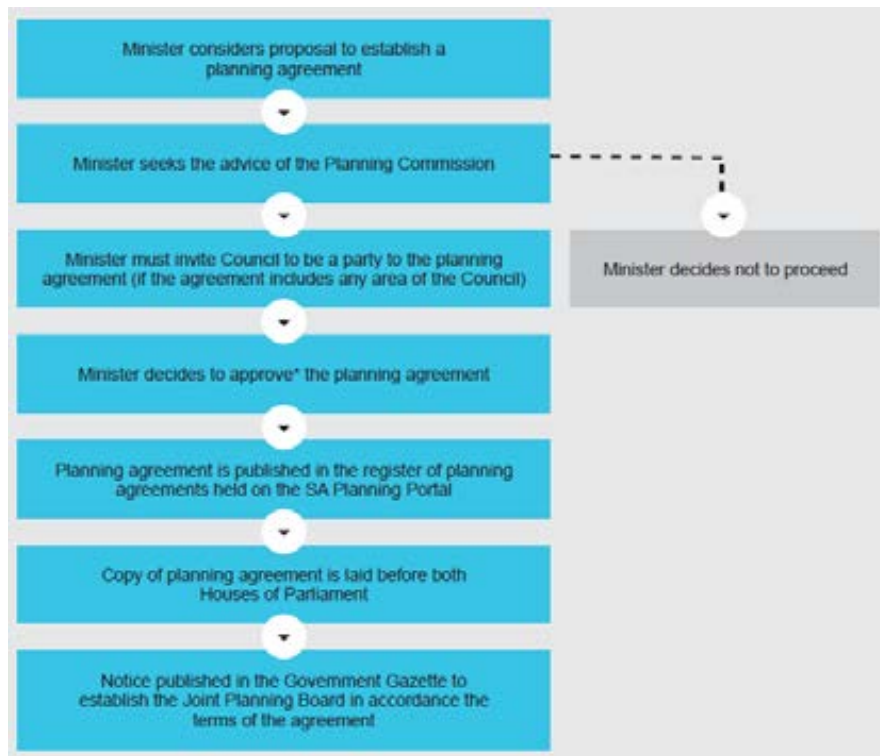 Minister considers proposal to establish a
planning agreement
Minister seeks the advice of the Planning Commission
Minister must invite Council to be a party to the planning
agreement (if the agreement includes any area of the Council)
Minister decides not to proceed
Minister decides to approve* the planning agreement
Planning agreement is published in the register of planning
agreements held on the SA Planning Portal
Copy of planning agreement is laid before both
Houses of Parliament
Notice published in the Government Gazette to
establish the Joint Planning Board in accordance the
terms of the agreement